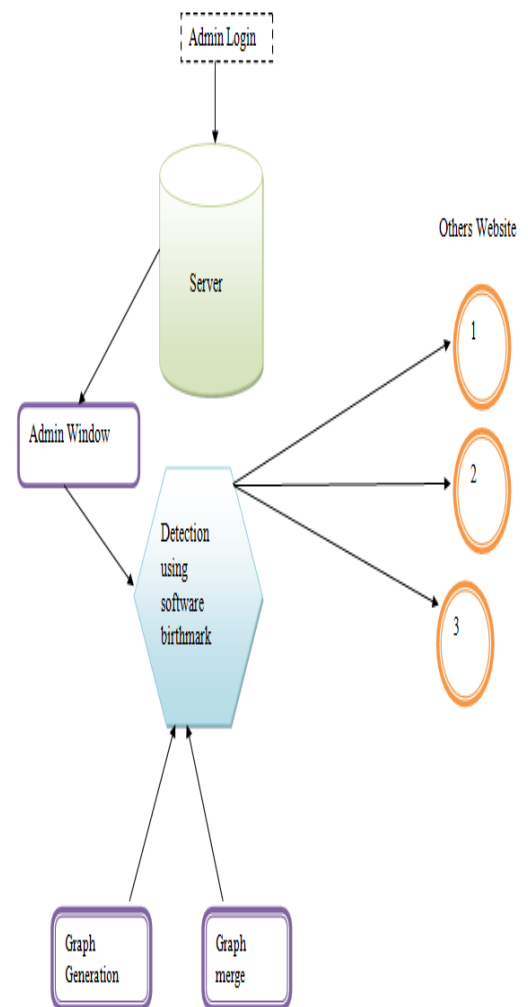 Admin Login
Server
Others Website
1
Admin Window
2
Detection
using
software
birthmark
3
Graph
Generation
Graph
merge